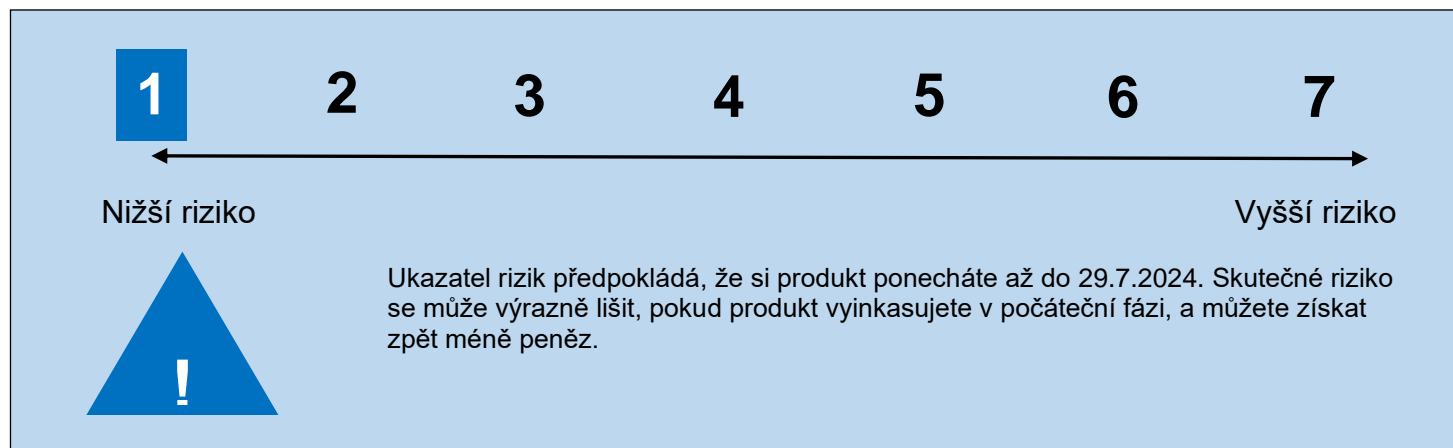 1 2 3 4 5 6 7
Nižší riziko Vyšší riziko
Ukazatel rizik předpokládá, že si produkt ponecháte až do 29.7.2024. Skutečné riziko
se může výrazně lišit, pokud produkt vyinkasujete v počáteční fázi, a můžete získat
zpět méně peněz.
!